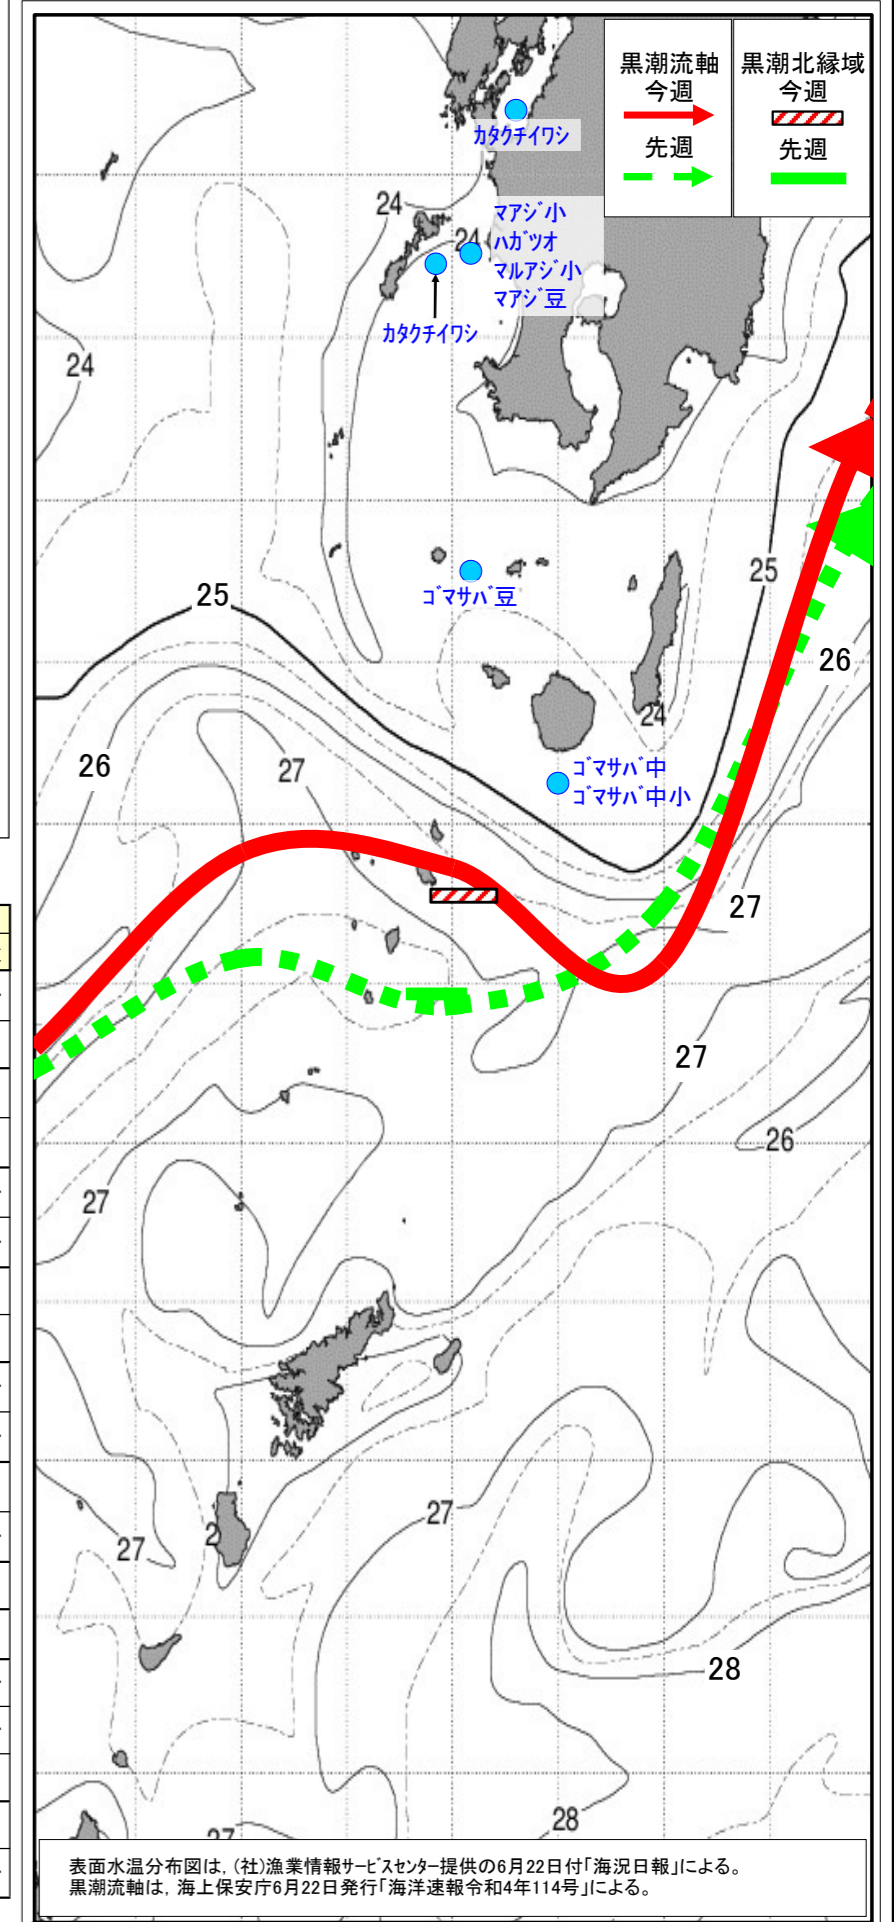 黒潮流軸
今週
先週
黒潮北縁域
今週
先週
カタクチイワシ
24
マアジ小
ハガツオ
マルアジ小
マアジ豆
24
カタクチイワシ
24
25
ゴマサバ豆
25
26
24
26
27
ゴマサバ中
ゴマサバ中小
27
27
26
27
27
27
28
28
27
表面水温分布図は，(社)漁業情報サービスセンター提供の6月22日付「海況日報」による。
黒潮流軸は，海上保安庁6月22日発行「海洋速報令和4年114号」による。